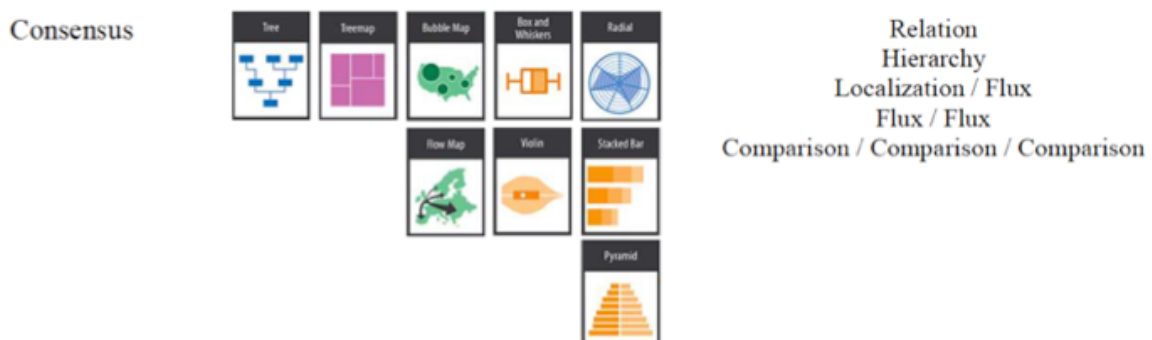 Consensus
Tree
Treemap
Bubble Map
Box and
Whiskers
Radial
Flow Map
Violin
Stacked Bar
Pyramid
Relation
Hierarchy
Localization / Flux
Flux / Flux
Comparison / Comparison / Comparison